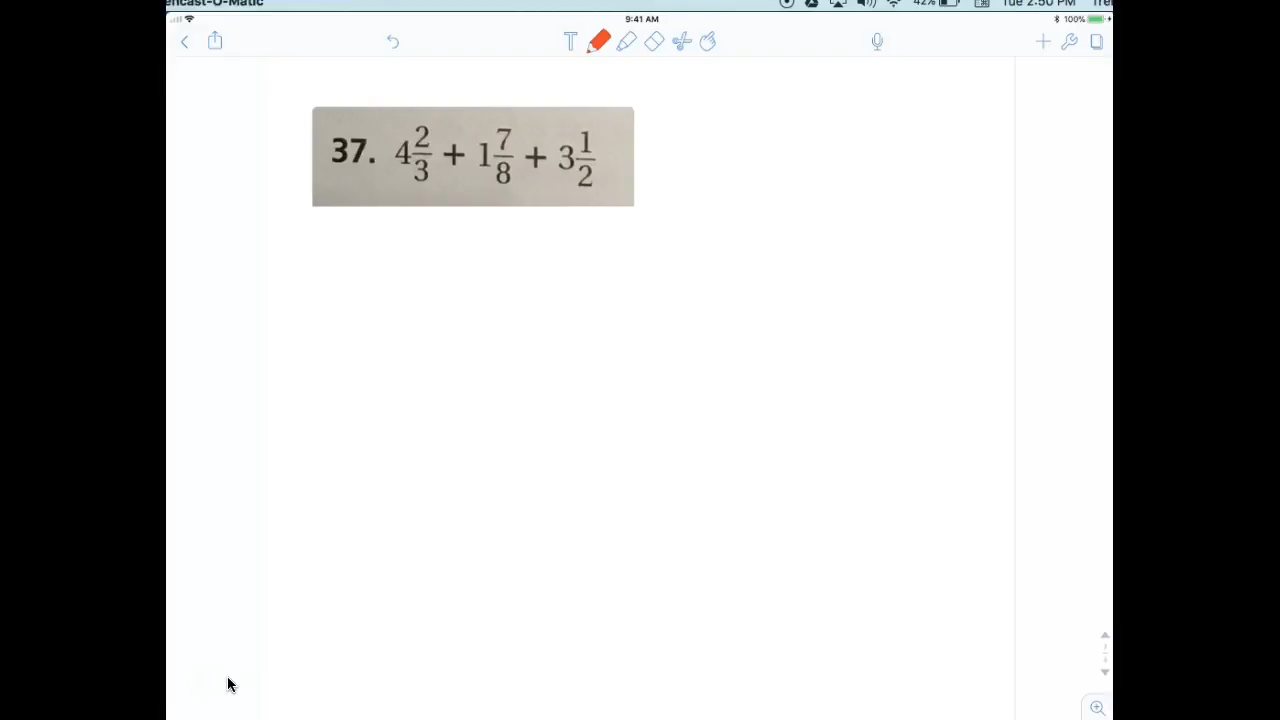 encast-O-Matic 42% Tue 2:50 PM
9:41 AM 100%
T
37. 4 2/3 + 1 7/8 + 3 1/2